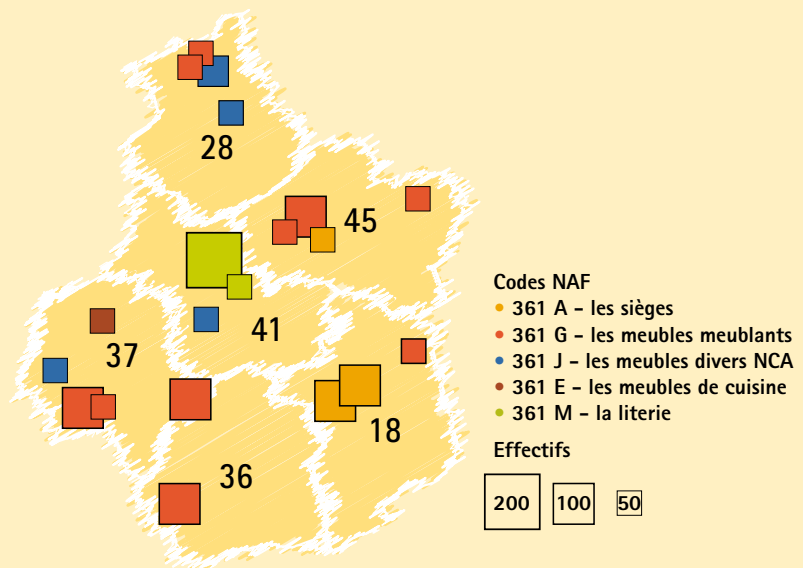 28
45
41
37
18
36
Codes NAF
• 361 A – les sièges
• 361 G – les meubles meublants
• 361 J – les meubles divers NCA
• 361 E – les meubles de cuisine
• 361 M – la literie
Effectifs
200 100 50